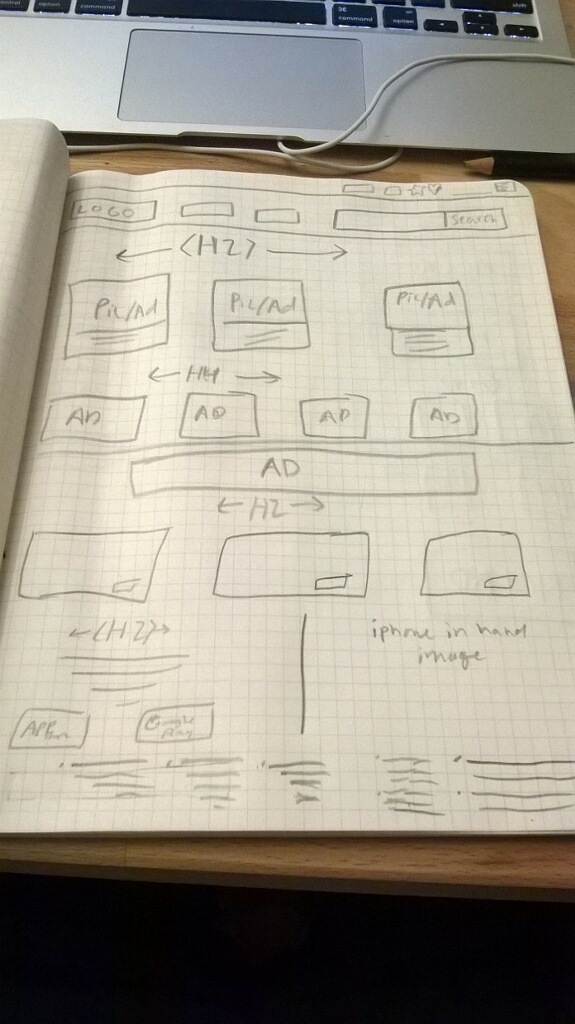 control option command
⌘ command option shift
LOGO Search
<H2>
Pic/Ad Pic/Ad Pic/Ad
H4
AD AD AD AD
AD
H2
<H2>
iphone in hand
image
APP
Google
Play